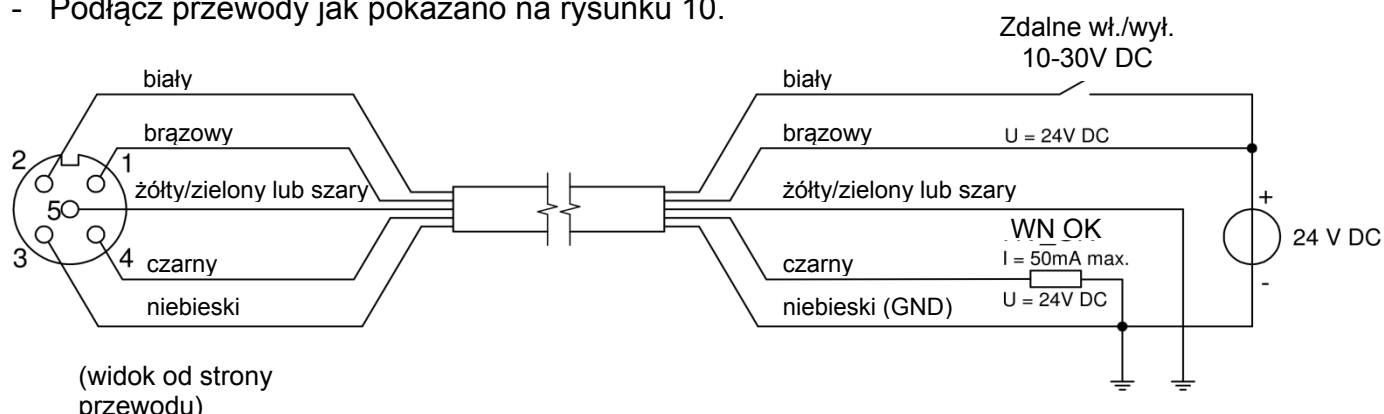 - Podłącz przewody jak pokazano na rysunku 10.
Zdalne wł./wył.
10-30V DC
biały
biały
brązowy
brązowy
U = 24V DC
2
1
żółty/zielony lub szary
żółty/zielony lub szary
5
+
WN_OK
24 V DC
3
4
I = 50mA max.
czarny
czarny
-
U = 24V DC
niebieski
niebieski (GND)
(widok od strony
przewodu)